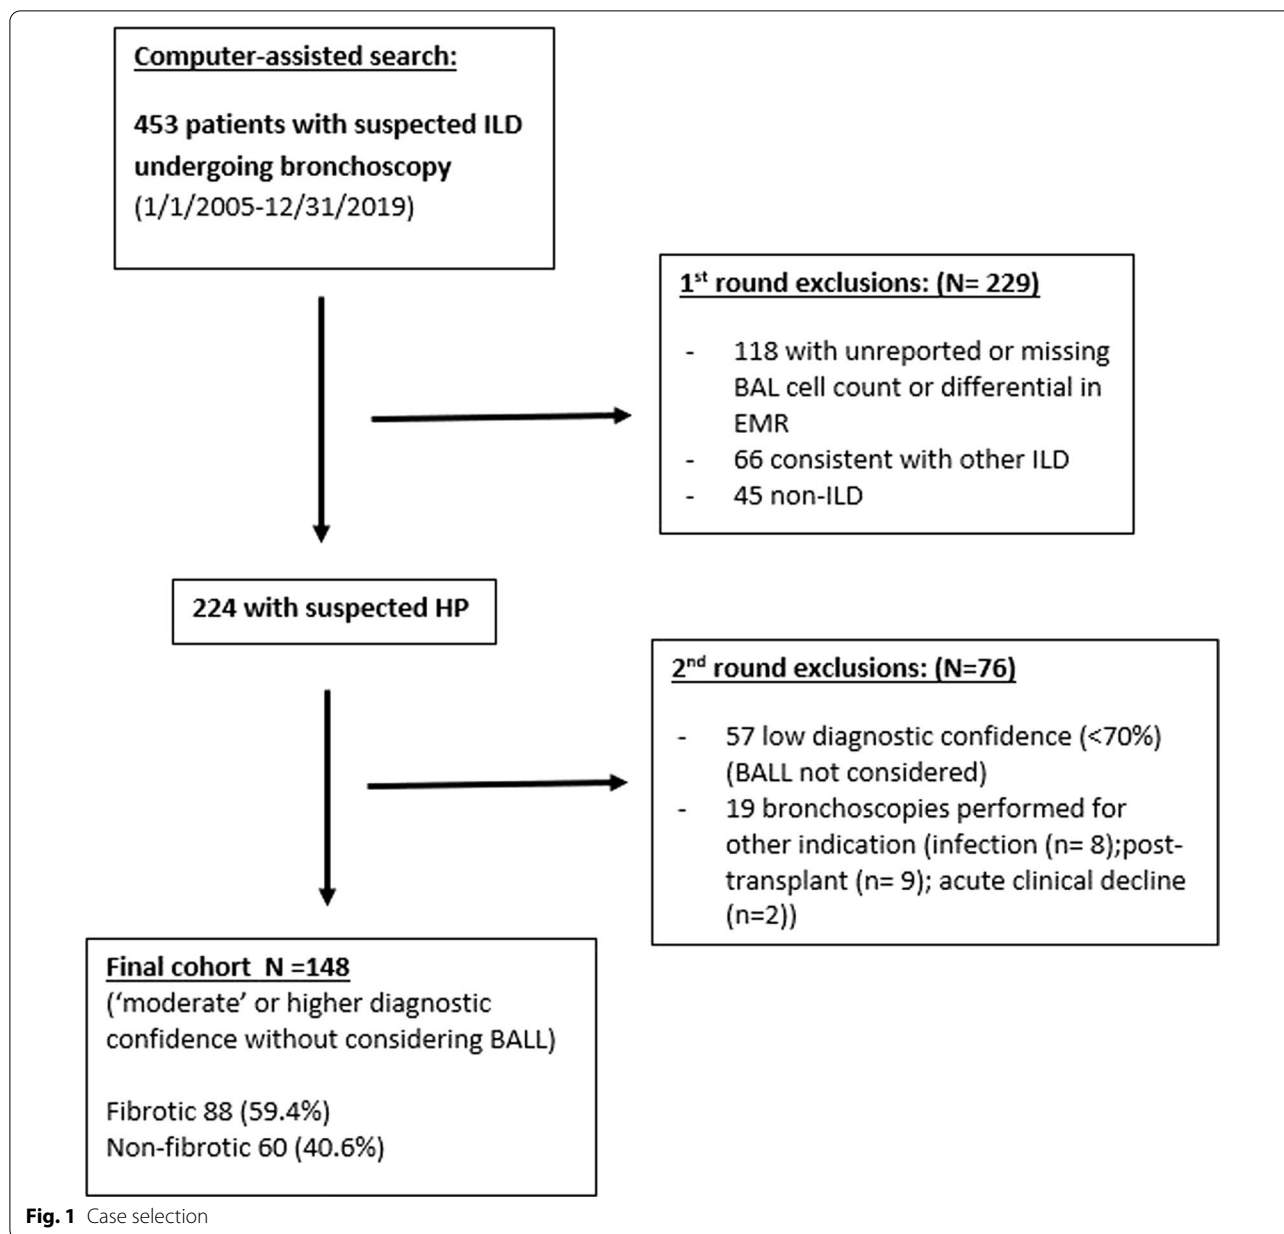 Computer-assisted search:
453 patients with suspected ILD
undergoing bronchoscopy
(1/1/2005-12/31/2019)
1st round exclusions: (N= 229)
- 118 with unreported or missing
BAL cell count or differential in
EMR
- 66 consistent with other ILD
- 45 non-ILD
224 with suspected HP
2nd round exclusions: (N=76)
- 57 low diagnostic confidence (<70%)
(BALL not considered)
- 19 bronchoscopies performed for
other indication (infection (n= 8);post-
transplant (n= 9); acute clinical decline
(n=2))
Final cohort  N =148
(‘moderate’ or higher diagnostic
confidence without considering BALL)
Fibrotic 88 (59.4%)
Non-fibrotic 60 (40.6%)
Fig. 1 Case selection